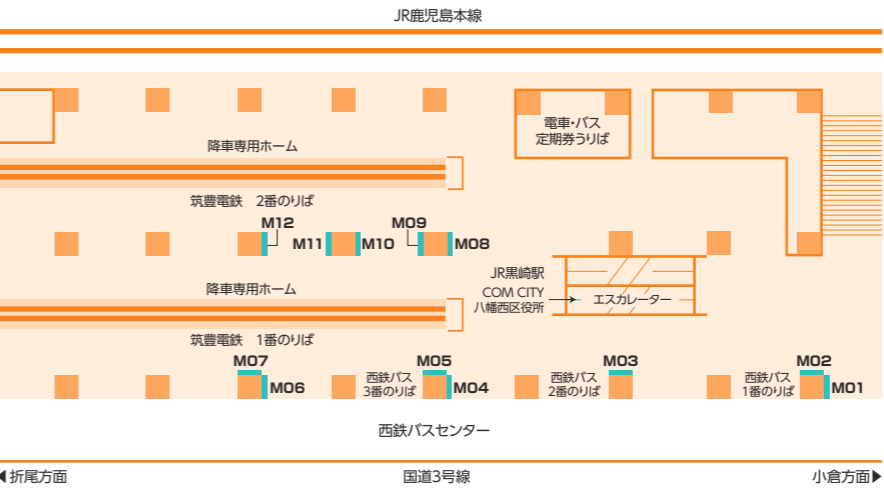 JR鹿児島本線
電車・バス
定期券うりば
降車専用ホーム
筑豊電鉄 2番のりば
M12
M11
M10
M09
M08
JR黒崎駅
COM CITY
八幡西区役所
エスカレーター
降車専用ホーム
筑豊電鉄 1番のりば
M07
M06
西鉄バス
3番のりば
M05
M04
西鉄バス
2番のりば
M03
西鉄バス
1番のりば
M02
M01
西鉄バスセンター
◀折尾方面
国道3号線
小倉方面▶